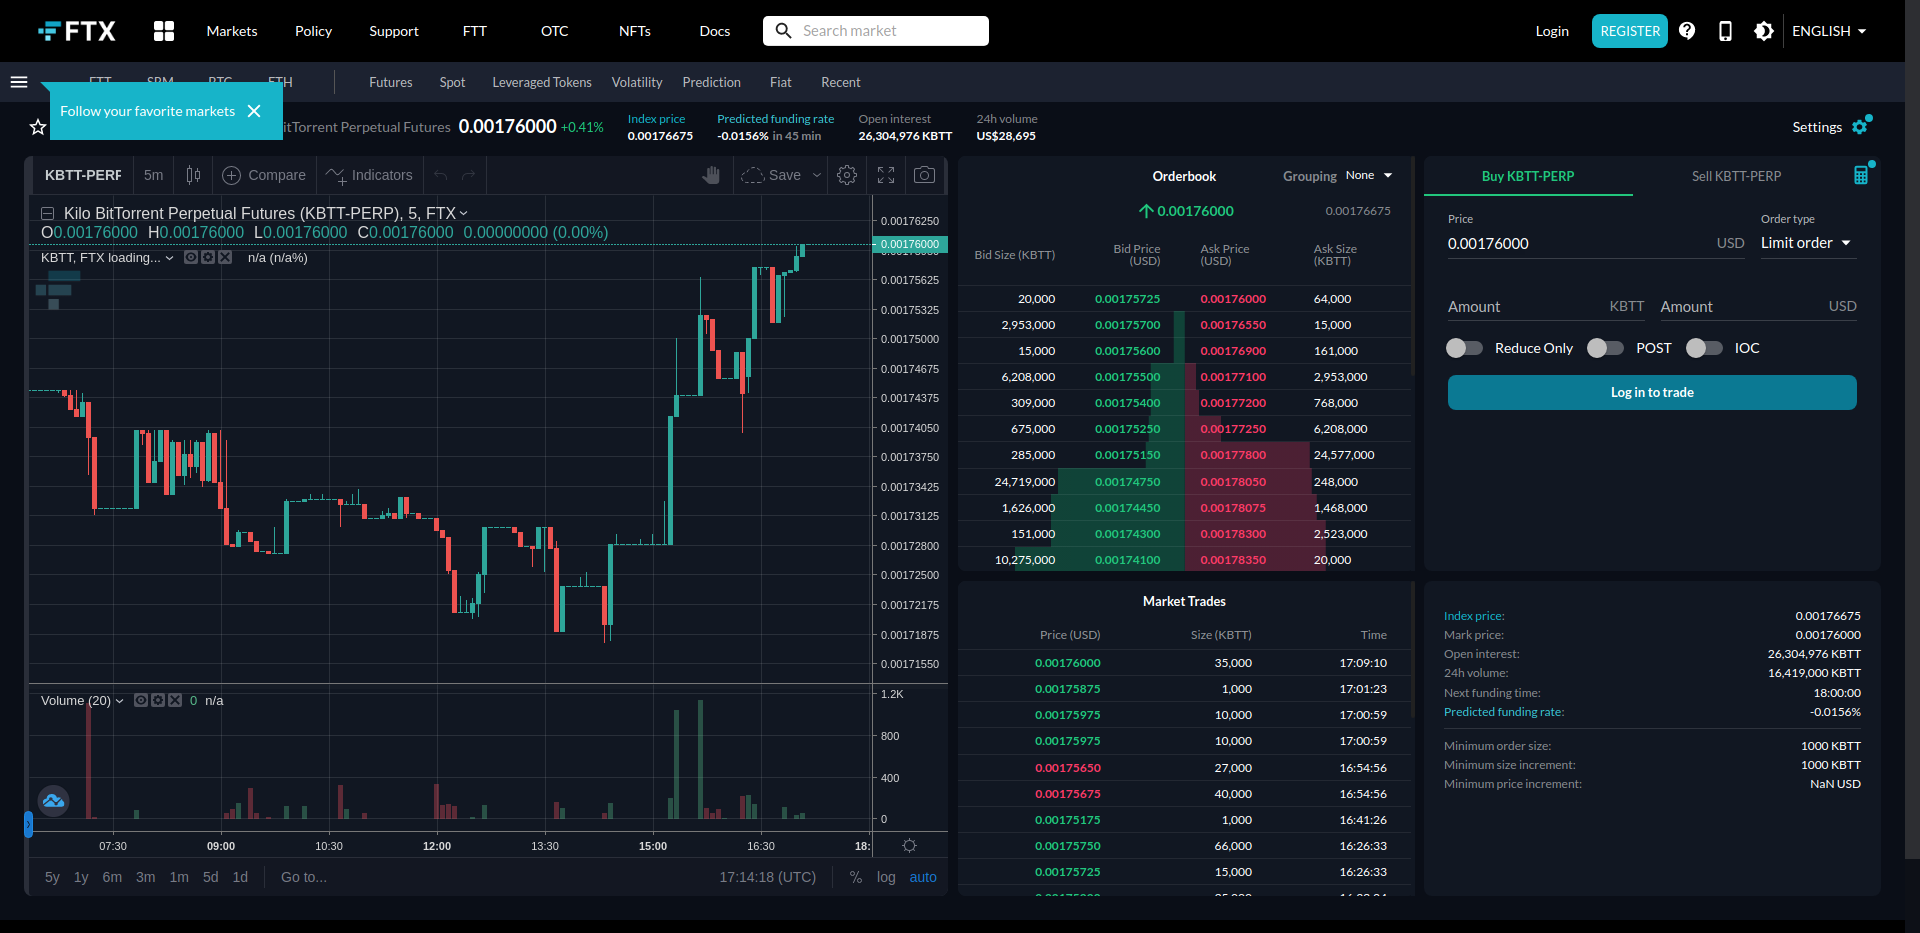 FTX Markets Policy Support FTT OTC NFTs Docs Search market Login REGISTER ENGLISH
Futures Spot Leveraged Tokens Volatility Prediction Fiat Recent
Follow your favorite markets
itTorrent Perpetual Futures 0.00176000 +0.41%
Index price
0.00176675
Predicted funding rate
-0.0156% in 45 min
Open interest
26,304,976 KBTT
24h volume
US$28,695
Settings
KBTT-PERP 5m Compare Indicators Save
Kilo BitTorrent Perpetual Futures (KBTT-PERP), 5, FTX
O0.00176000 H0.00176000 L0.00176000 C0.00176000 0.00000000 (0.00%)
KBTT, FTX loading... n/a (n/a%)
0.00176250
0.00176000
0.00175625
0.00175325
0.00175000
0.00174675
0.00174375
0.00174050
0.00173750
0.00173425
0.00173125
0.00172800
0.00172500
0.00172175
0.00171875
0.00171550
Volume (20) 0 n/a
1.2K
800
400
0
07:30 09:00 10:30 12:00 13:30 15:00 16:30 18:
5y 1y 6m 3m 1m 5d 1d Go to... 17:14:18 (UTC) % log auto
Orderbook Grouping None
0.00176000 0.00176675
Bid Size (KBTT) Bid Price (USD) Ask Price (USD) Ask Size (KBTT)
20,000 0.00175725 0.00176000 64,000
2,953,000 0.00175700 0.00176550 15,000
15,000 0.00175600 0.00176900 161,000
6,208,000 0.00175500 0.00177100 2,953,000
309,000 0.00175400 0.00177200 768,000
675,000 0.00175250 0.00177250 6,208,000
285,000 0.00175150 0.00177800 24,577,000
24,719,000 0.00174750 0.00178050 248,000
1,626,000 0.00174450 0.00178075 1,468,000
151,000 0.00174300 0.00178300 2,523,000
10,275,000 0.00174100 0.00178350 20,000
Market Trades
Price (USD) Size (KBTT) Time
0.00176000 35,000 17:09:10
0.00175875 1,000 17:01:23
0.00175975 10,000 17:00:59
0.00175975 10,000 17:00:59
0.00175650 27,000 16:54:56
0.00175675 40,000 16:54:56
0.00175175 1,000 16:41:26
0.00175750 66,000 16:26:33
0.00175725 15,000 16:26:33
Buy KBTT-PERP Sell KBTT-PERP
Price Order type
0.00176000 USD Limit order
Amount KBTT Amount USD
Reduce Only POST IOC
Log in to trade
Index price: 0.00176675
Mark price: 0.00176000
Open interest: 26,304,976 KBTT
24h volume: 16,419,000 KBTT
Next funding time: 18:00:00
Predicted funding rate: -0.0156%
Minimum order size: 1000 KBTT
Minimum size increment: 1000 KBTT
Minimum price increment: NaN USD